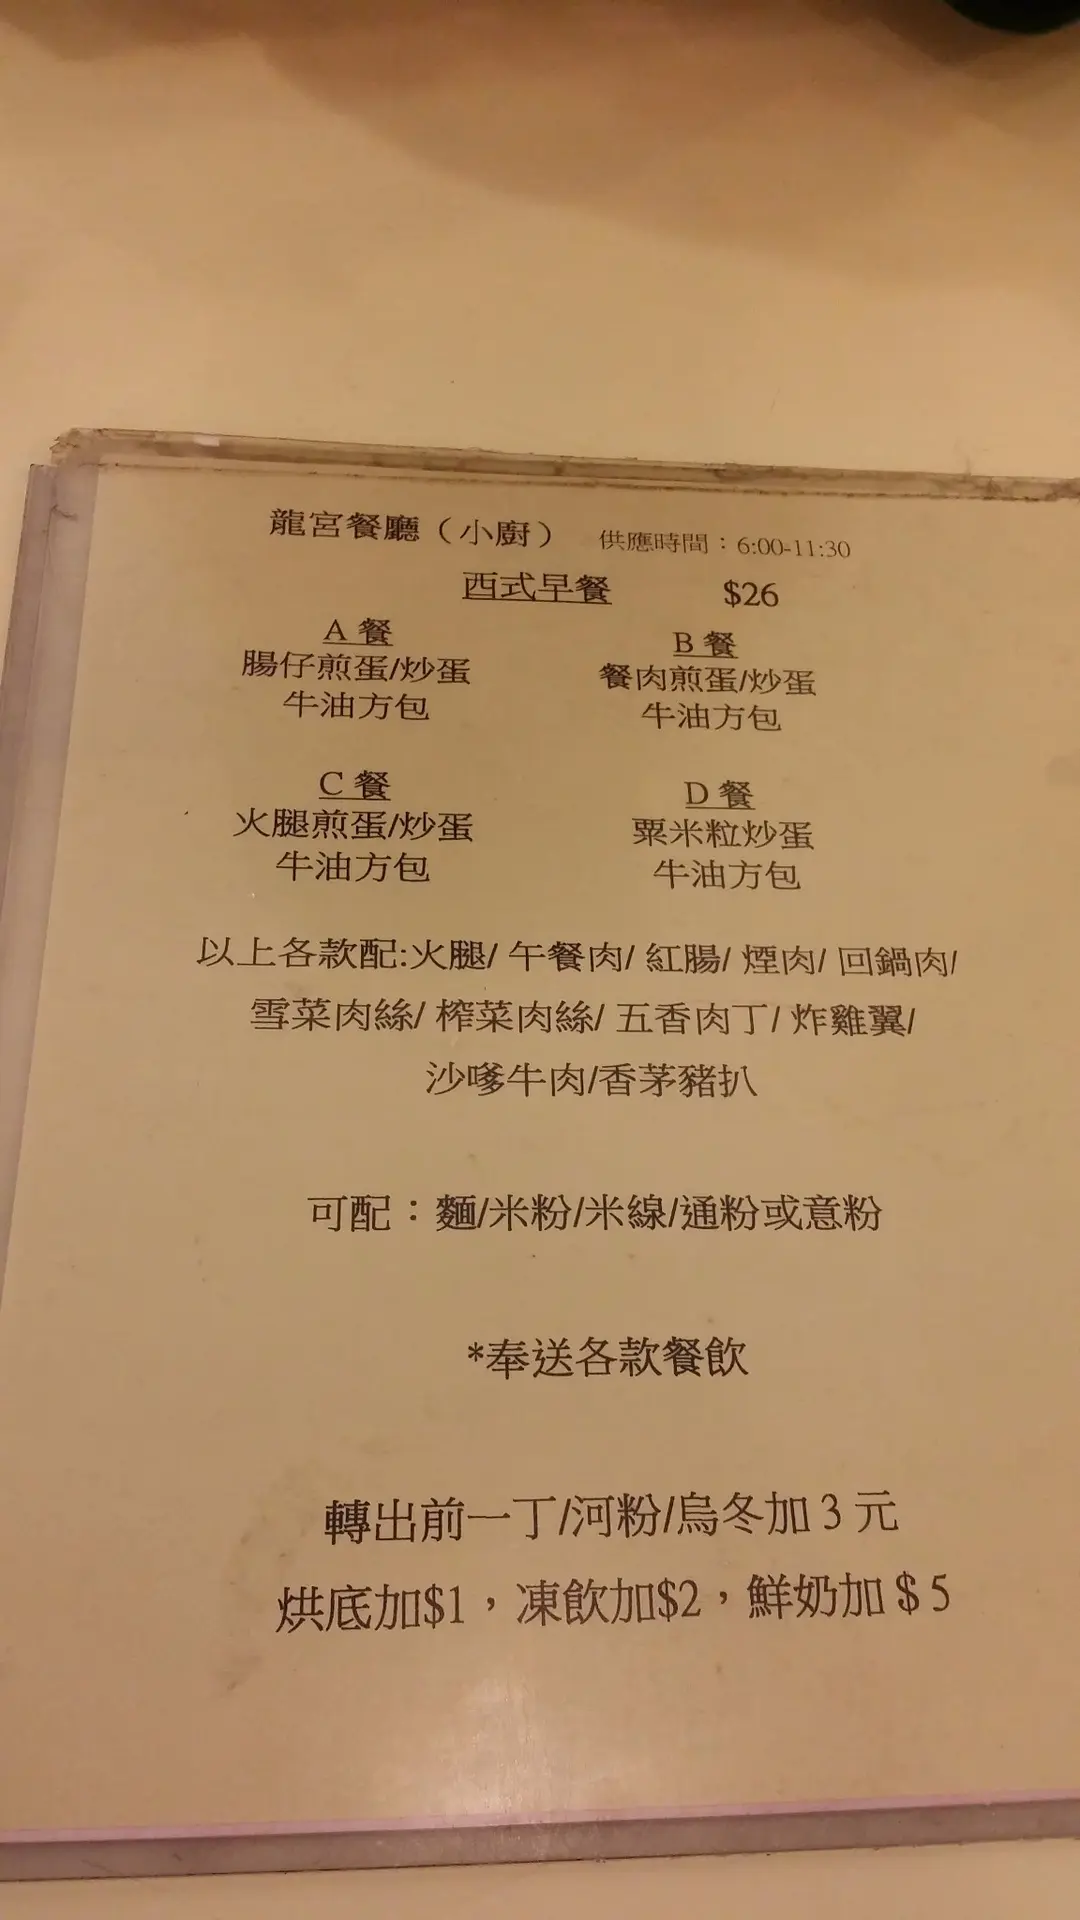 龍宮餐廳（小廚） 供應時間：6:00-11:30
西式早餐 $26
A 餐
腸仔煎蛋/炒蛋
牛油方包
B 餐
餐肉煎蛋/炒蛋
牛油方包
C 餐
火腿煎蛋/炒蛋
牛油方包
D 餐
粟米粒炒蛋
牛油方包
以上各款配:火腿/ 午餐肉/ 紅腸/ 煙肉/ 回鍋肉/
雪菜肉絲/ 榨菜肉絲/ 五香肉丁/ 炸雞翼/
沙嗲牛肉/香茅豬扒
可配：麵/米粉/米線/通粉或意粉
*奉送各款餐飲
轉出前一丁/河粉/烏冬加 3 元
烘底加$1，凍飲加$2，鮮奶加＄5